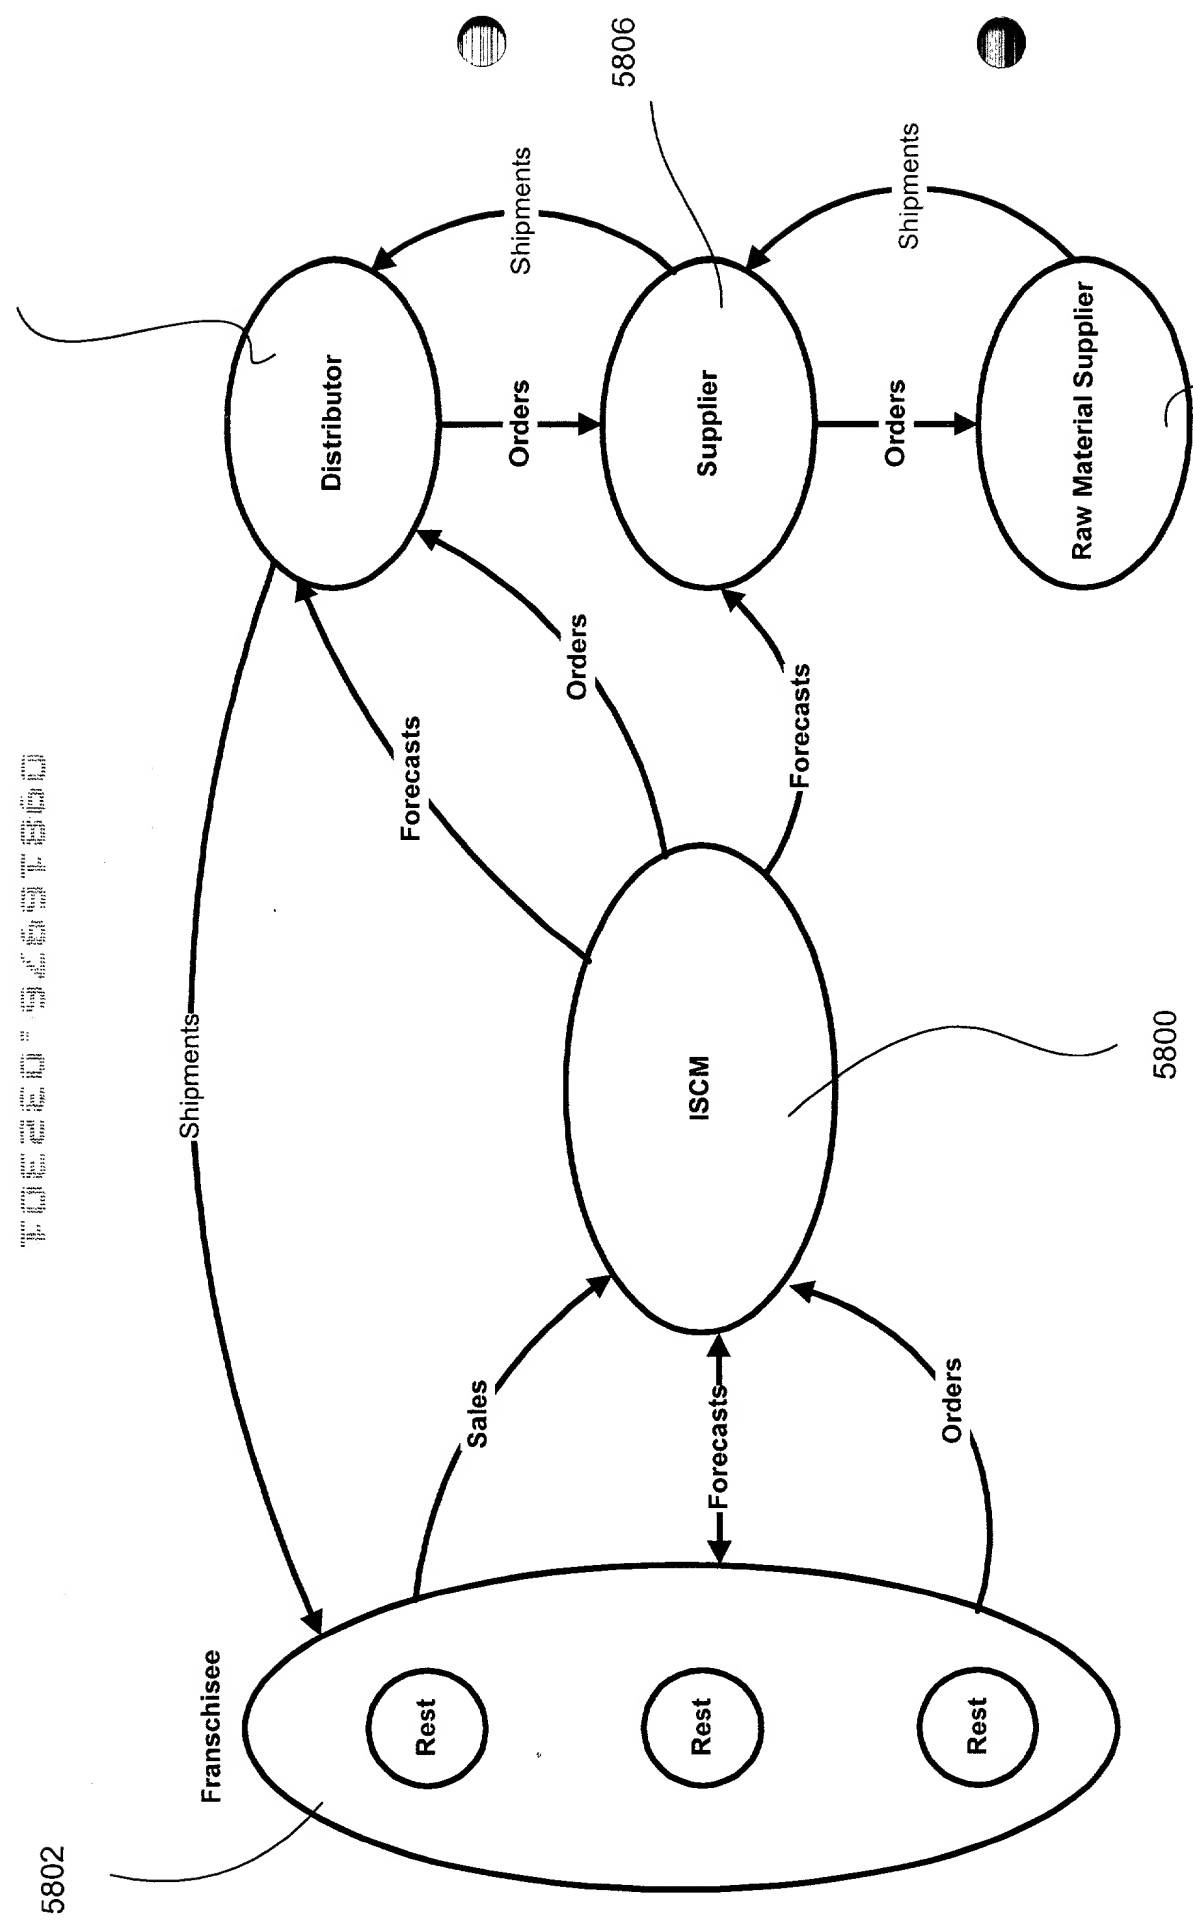 5802
Franschisee
Rest
Rest
Rest
Shipments
Sales
Forecasts
Orders
ISCM
5800
Forecasts
Orders
Forecasts
Distributor
Orders
Supplier
Orders
Raw Material Supplier
Shipments
Shipments
5806